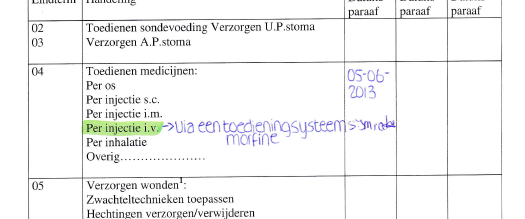 Eindterm Handeling Datum Datum Datum
paraaf paraaf paraaf
02 Toedienen sondevoeding Verzorgen U.P.stoma
03 Verzorgen A.P.stoma
04 Toedienen medicijnen: 05-06-
Per os 2013
Per injectie s.c.
Per injectie i.m.
Per injectie i.v. → Via een toedieningsysteem
Per inhalatie morfine
Overig.....................
05 Verzorgen wonden¹:
Zwachteltechnieken toepassen
Hechtingen verzorgen/verwijderen